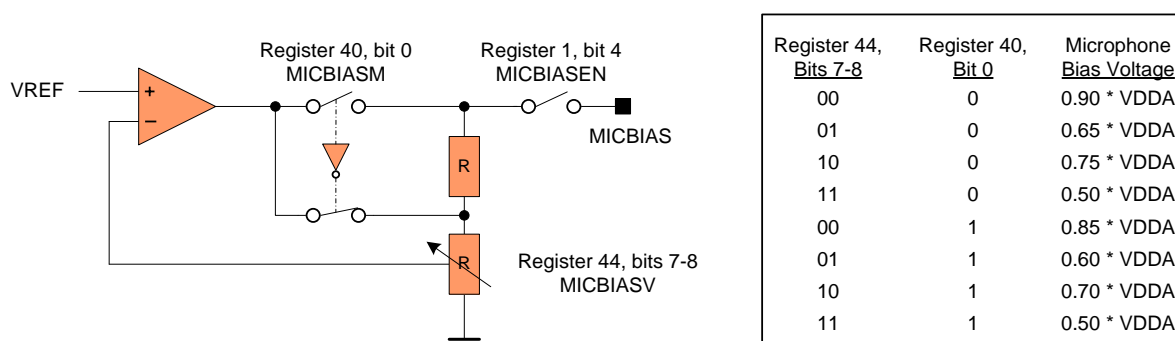 Register 40, bit 0
MICBIASM
Register 1, bit 4
MICBIASEN
VREF
+
−
MICBIAS
R
R
Register 44, bits 7-8
MICBIASV
Register 44, Register 40, Microphone
Bits 7-8 Bit 0 Bias Voltage
00 0 0.90 * VDDA
01 0 0.65 * VDDA
10 0 0.75 * VDDA
11 0 0.50 * VDDA
00 1 0.85 * VDDA
01 1 0.60 * VDDA
10 1 0.70 * VDDA
11 1 0.50 * VDDA